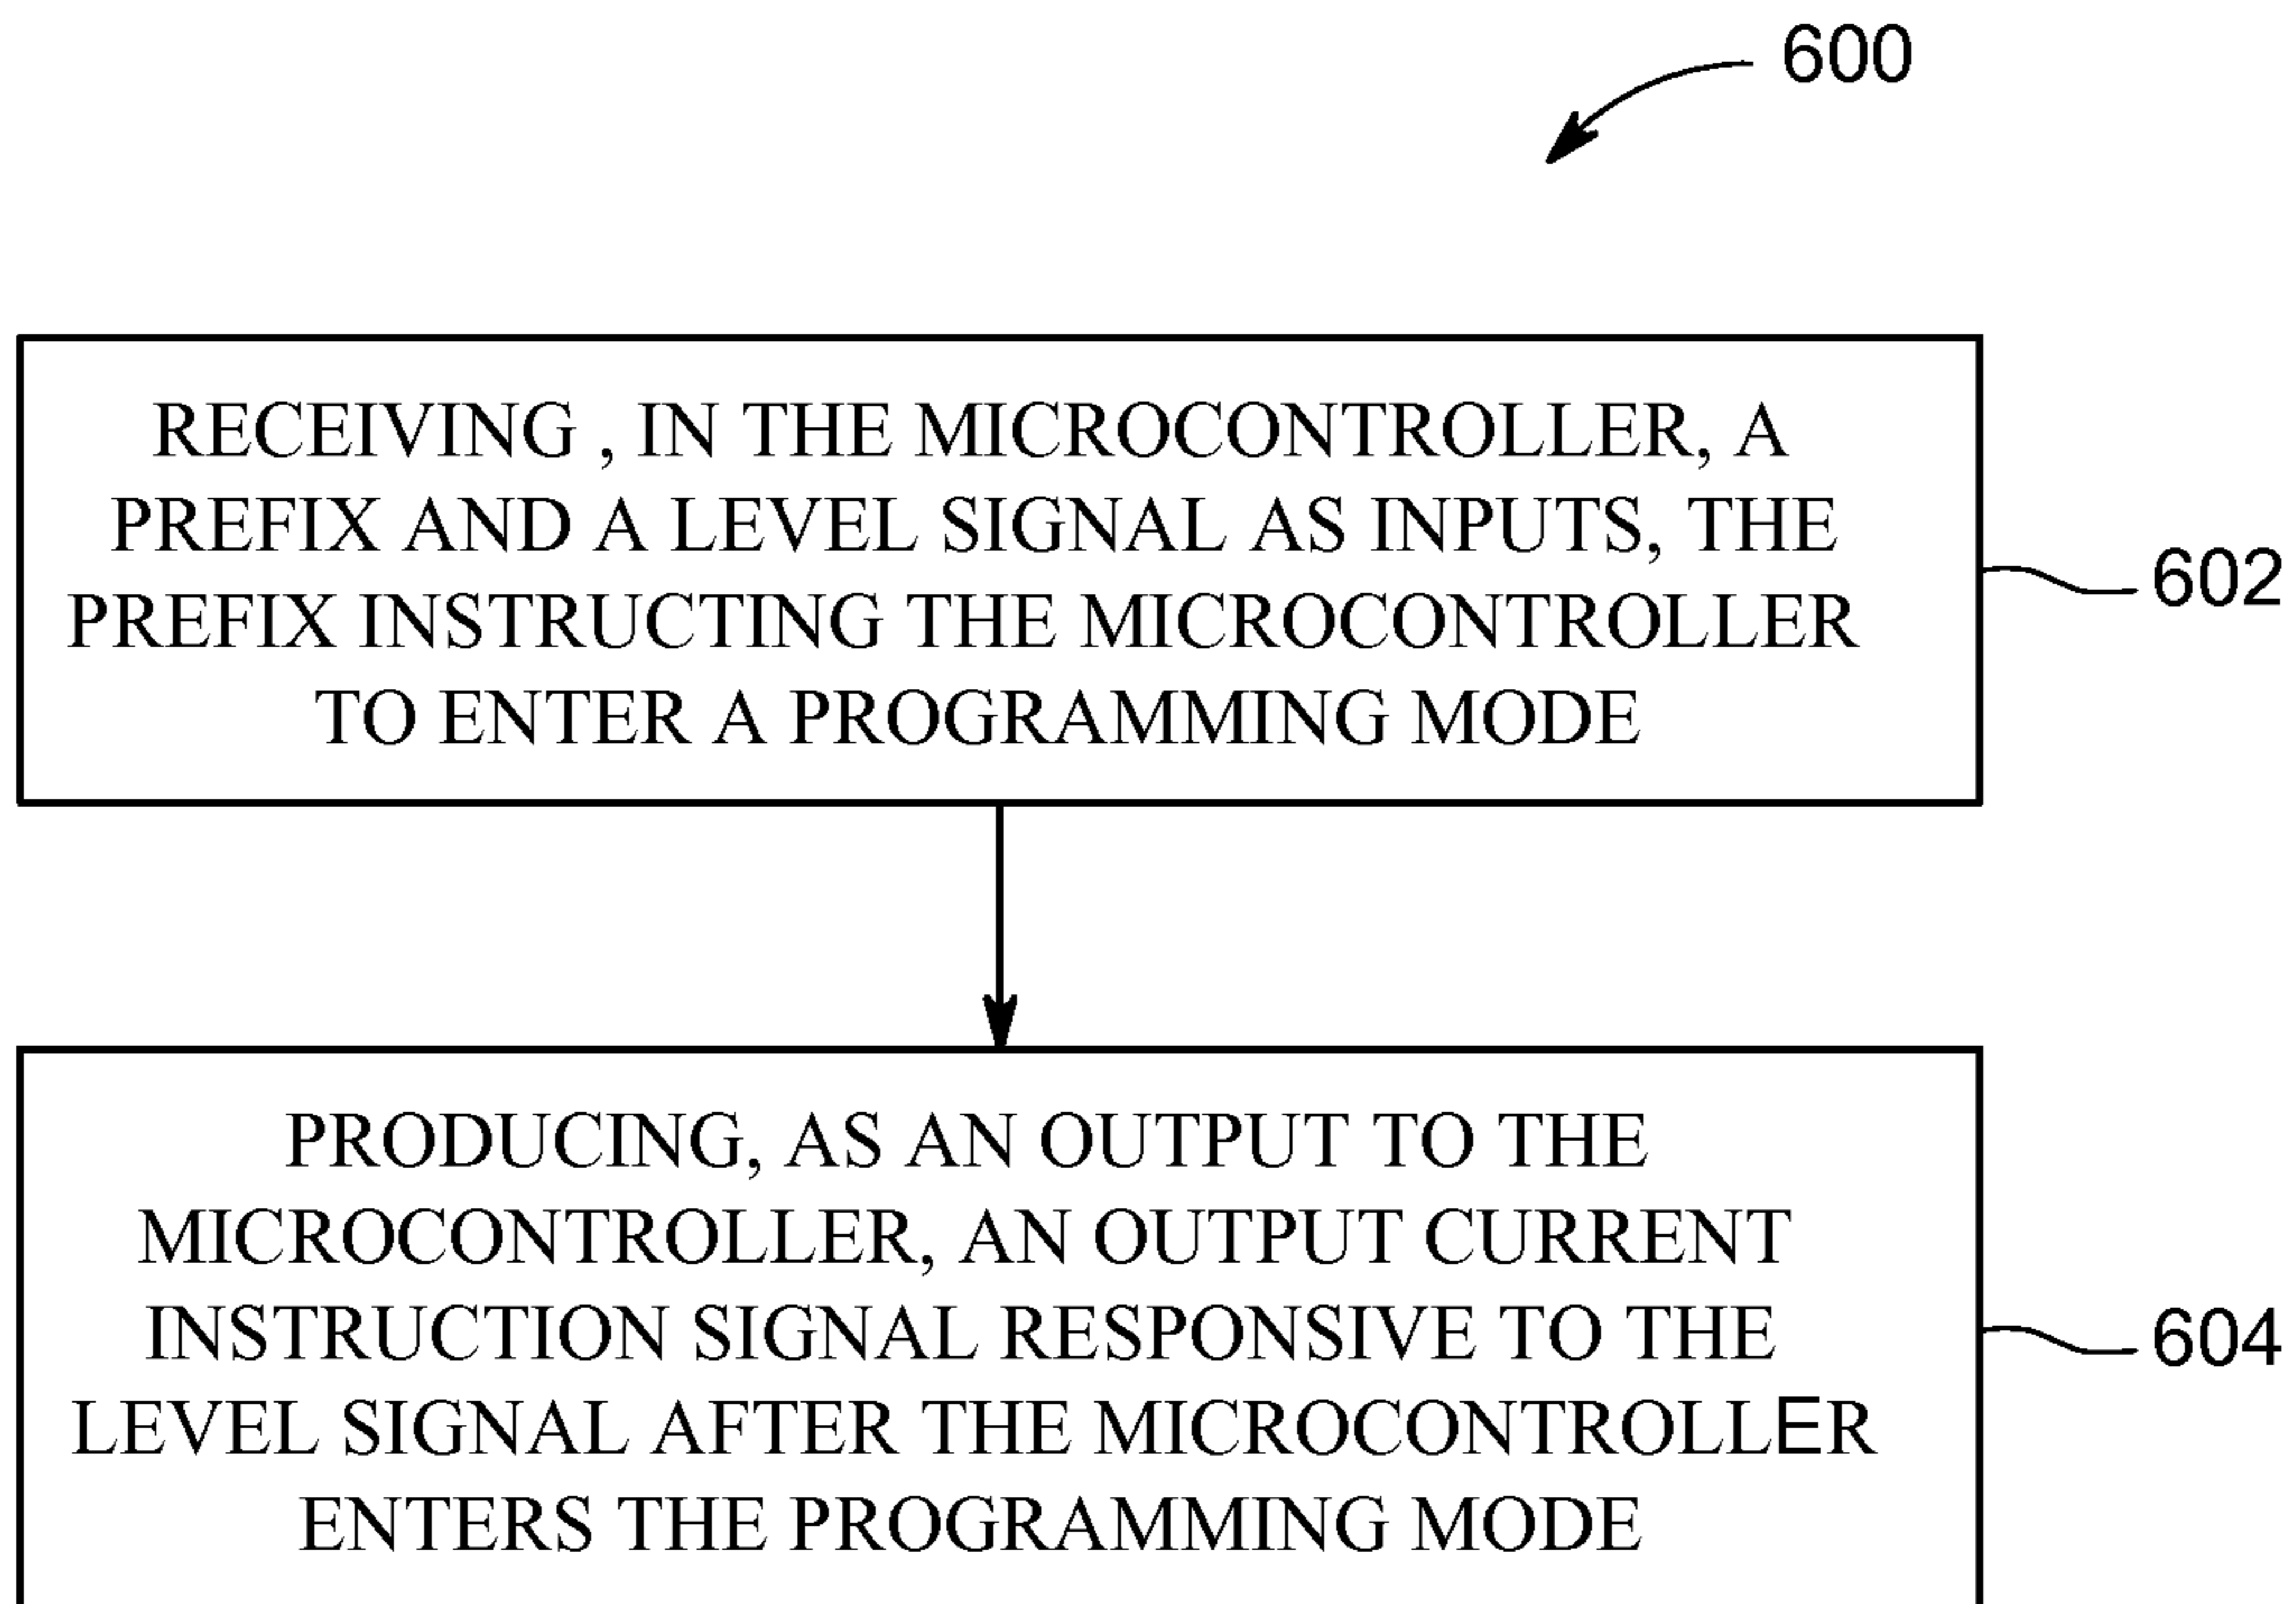 600
RECEIVING , IN THE MICROCONTROLLER, A
PREFIX AND A LEVEL SIGNAL AS INPUTS, THE
PREFIX INSTRUCTING THE MICROCONTROLLER
TO ENTER A PROGRAMMING MODE
602
PRODUCING, AS AN OUTPUT TO THE
MICROCONTROLLER, AN OUTPUT CURRENT
INSTRUCTION SIGNAL RESPONSIVE TO THE
LEVEL SIGNAL AFTER THE MICROCONTROLLER
ENTERS THE PROGRAMMING MODE
604